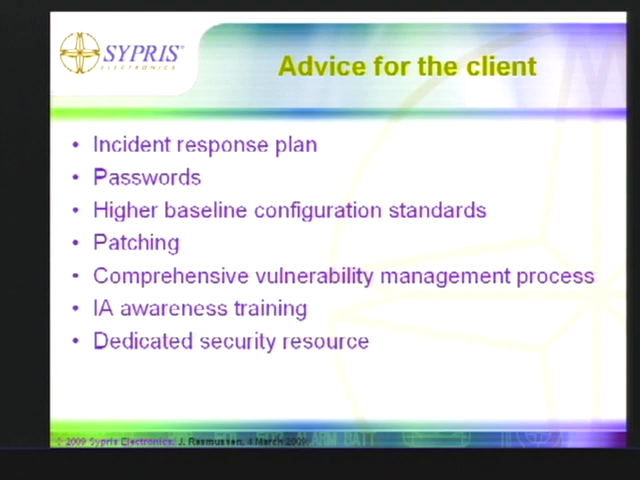 SYPRIS®
ELECTRONICS
Advice for the client
• Incident response plan
• Passwords
• Higher baseline configuration standards
• Patching
• Comprehensive vulnerability management process
• IA awareness training
• Dedicated security resource
© 2009 Sypris Electronics, J. Rasmussen, 4 March 2009